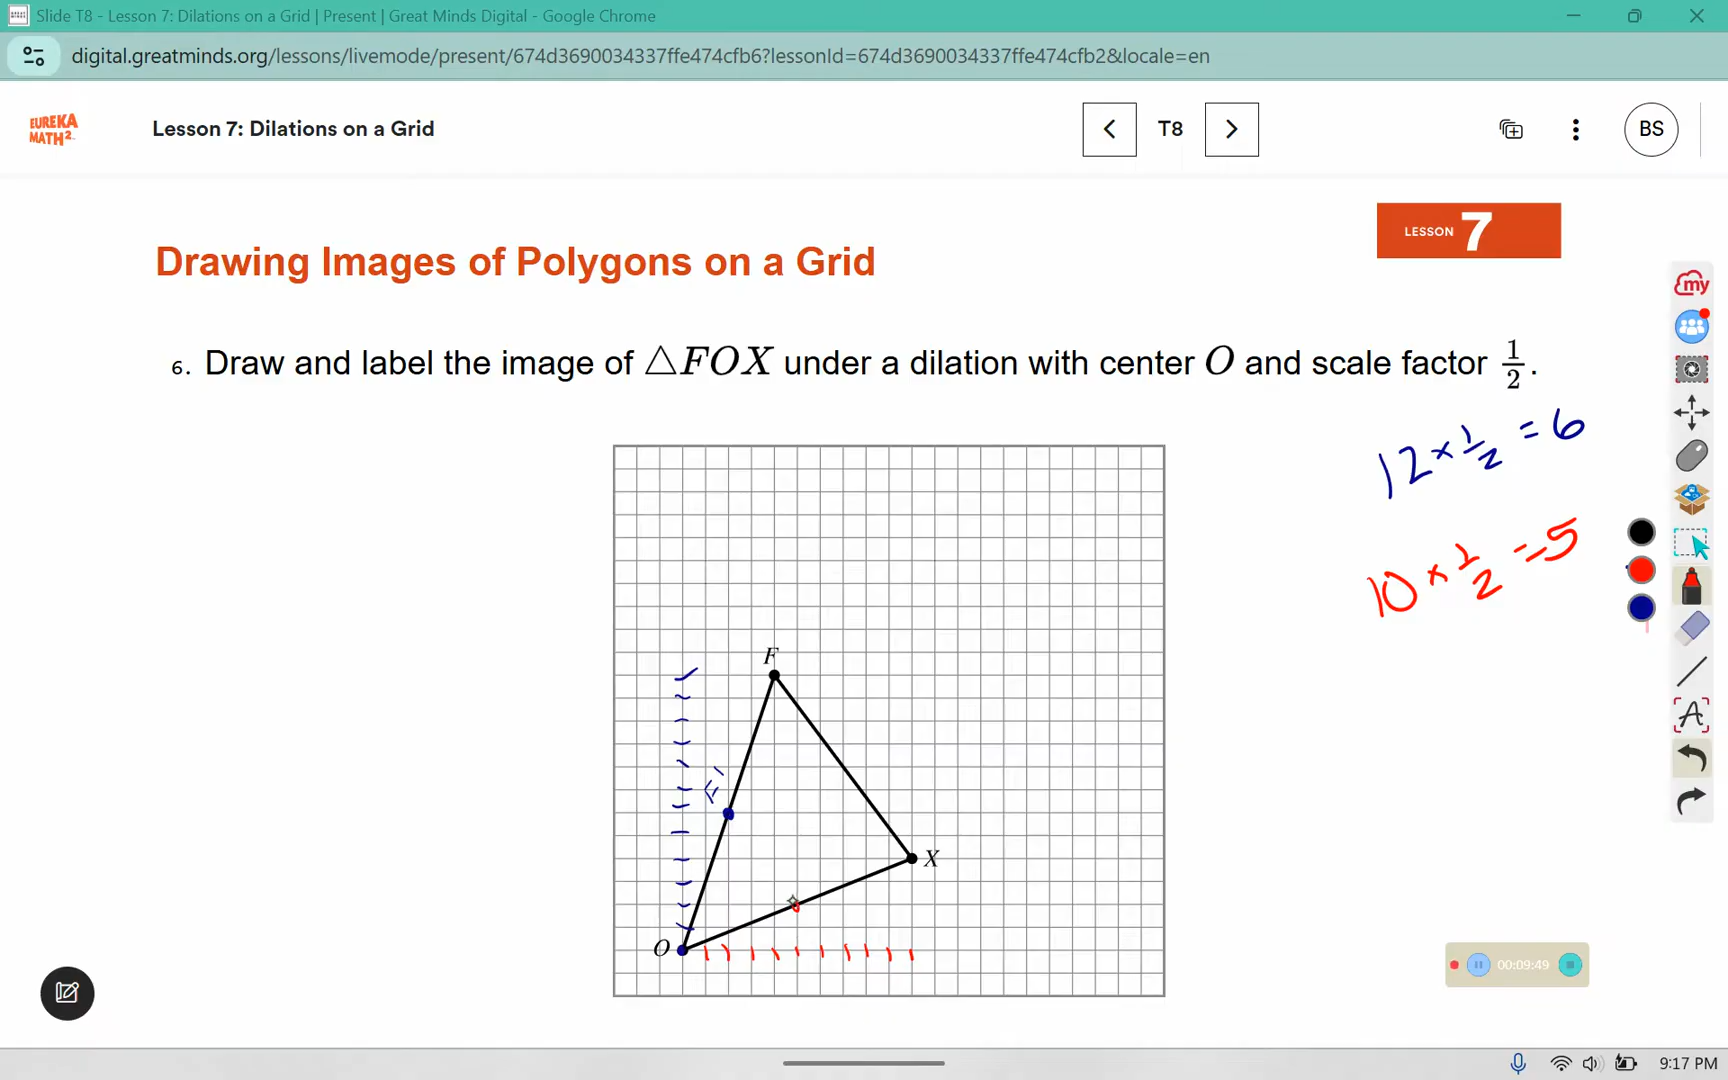 Slide T8 - Lesson 7: Dilations on a Grid | Present | Great Minds Digital - Google Chrome
digital.greatminds.org/lessons/livemode/present/674d3690034337ffe474cfb6?lessonId=674d3690034337ffe474cfb2&locale=en
EUREKA
MATH²
Lesson 7: Dilations on a Grid
T8
BS
LESSON 7
Drawing Images of Polygons on a Grid
my
6. Draw and label the image of △FOX under a dilation with center O and scale factor 1/2.
12 × 1/2 = 6
10 × 1/2 = 5
A
F
F'
X
O
00:09:49
9:17 PM